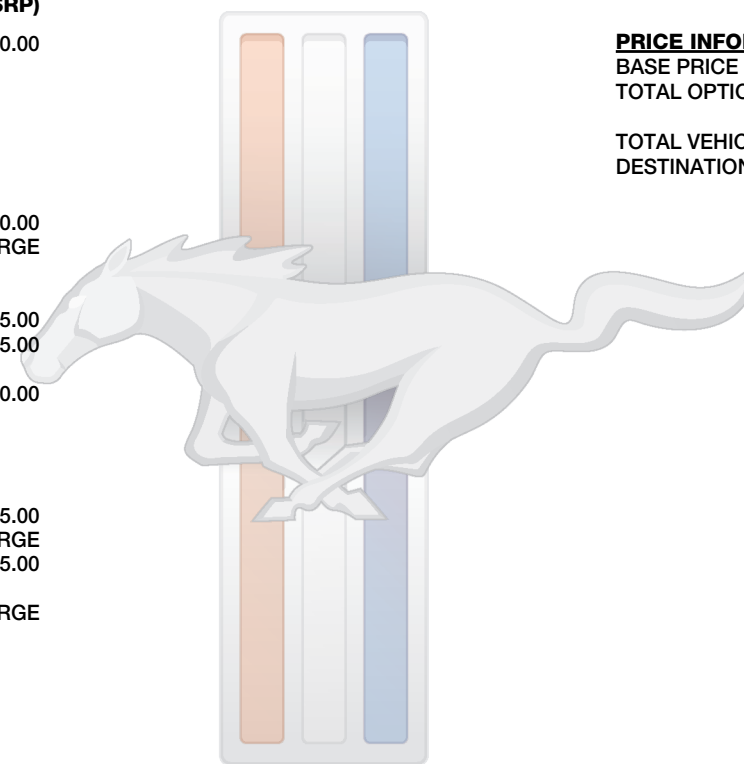 SRP)
0.00
0.00
RGE
5.00
5.00
0.00
5.00
RGE
5.00
RGE
PRICE INFO
BASE PRICE
TOTAL OPTIO
TOTAL VEHIC
DESTINATION